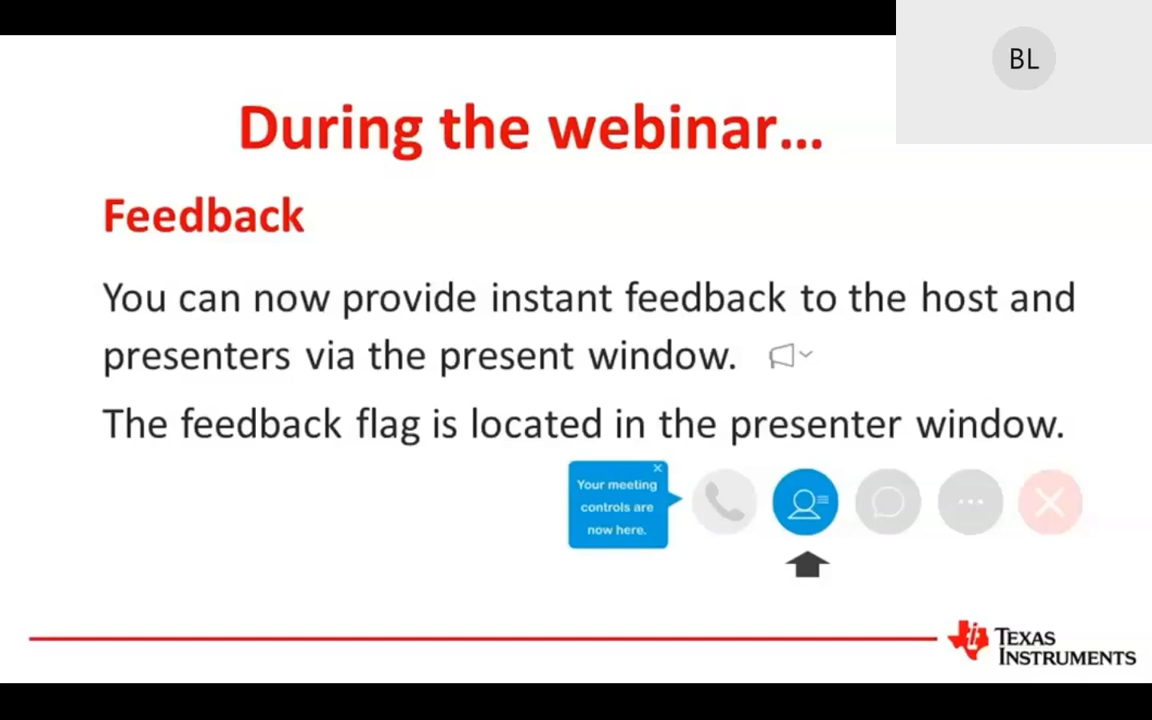 BL
During the webinar...
Feedback
You can now provide instant feedback to the host and
presenters via the present window.
The feedback flag is located in the presenter window.
Your meeting
controls are
now here.
TEXAS
INSTRUMENTS